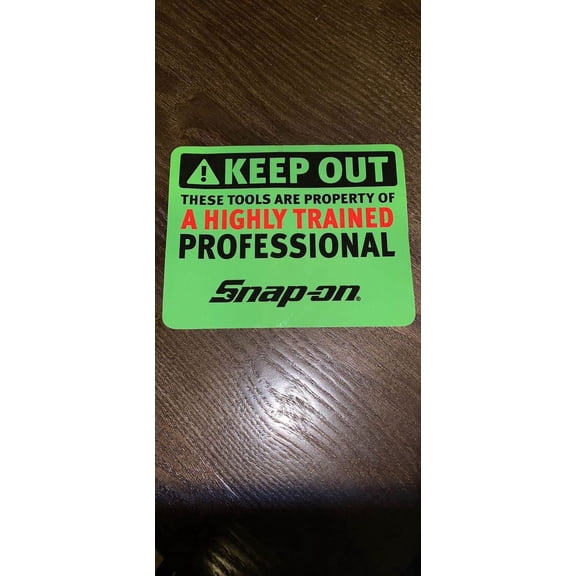 KEEP OUT
THESE TOOLS ARE PROPERTY OF
A HIGHLY TRAINED
PROFESSIONAL
Snap-on®